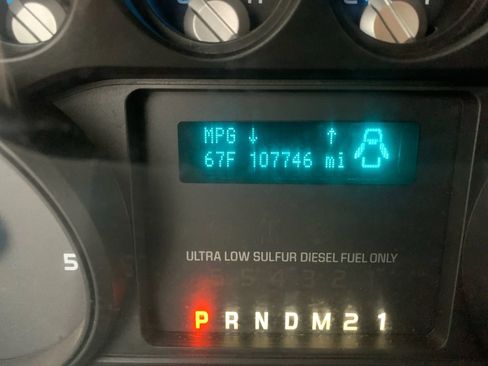 MPG ↓ ↑
67F 107746 mi
5
ULTRA LOW SULFUR DIESEL FUEL ONLY
P R N D M 2 1